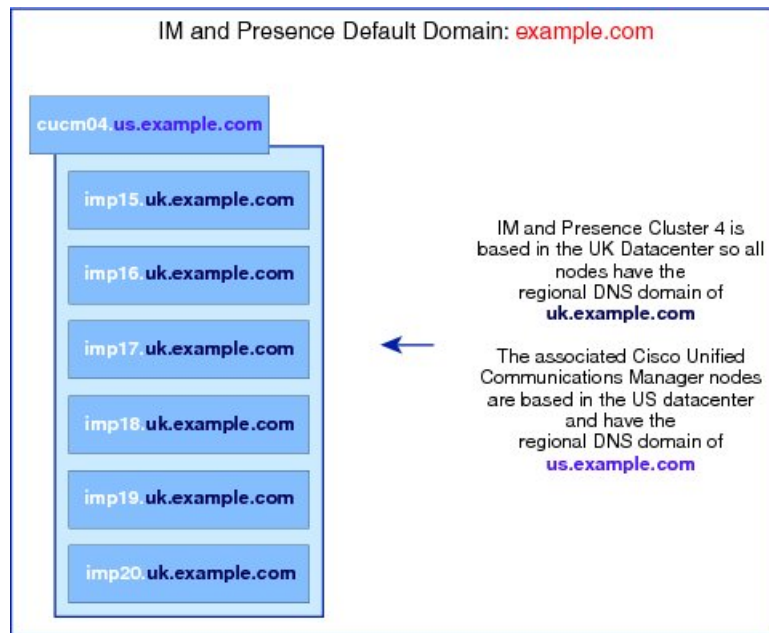 IM and Presence Default Domain: example.com
cucm04.us.example.com
imp15.uk.example.com
imp16.uk.example.com
imp17.uk.example.com
imp18.uk.example.com
imp19.uk.example.com
imp20.uk.example.com
IM and Presence Cluster 4 is
based in the UK Datacenter so all
nodes have the
regional DNS domain of
uk.example.com
The associated Cisco Unified
Communications Manager nodes
are based in the US datacenter
and have the
regional DNS domain of
us.example.com